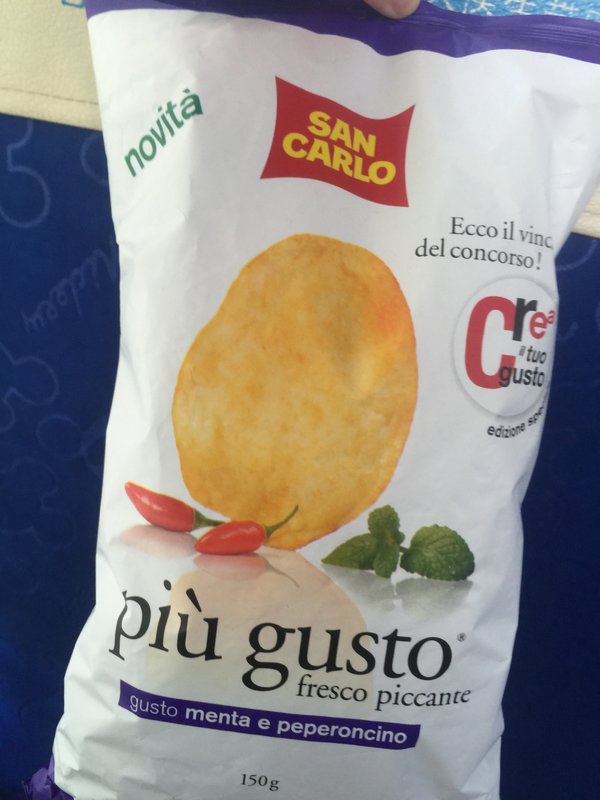 novità
SAN
CARLO
Ecco il
del concorso!
Crea
il tuo
gusto
edizione
più gusto®
fresco piccante
gusto menta e peperoncino
150g